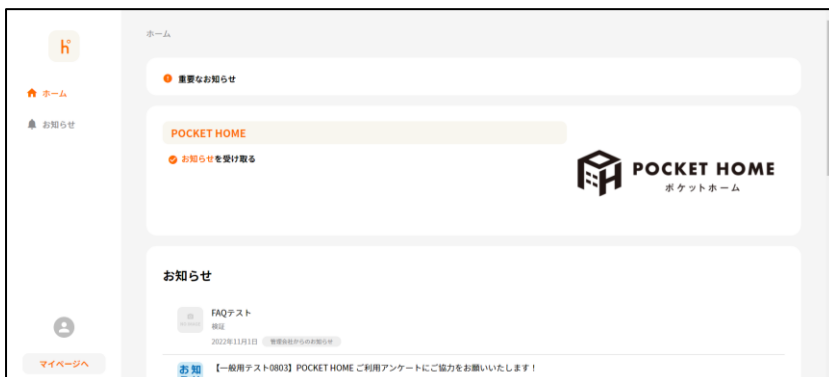 ホーム
重要なお知らせ
ホーム
お知らせ
POCKET HOME
お知らせを受け取る
POCKET HOME
ポケットホーム
お知らせ
FAQテスト
検証
2022年11月1日 管理会社からのお知らせ
マイページへ
お知
【一般用テスト0803】POCKET HOME ご利用アンケートにご協力をお願いいたします！